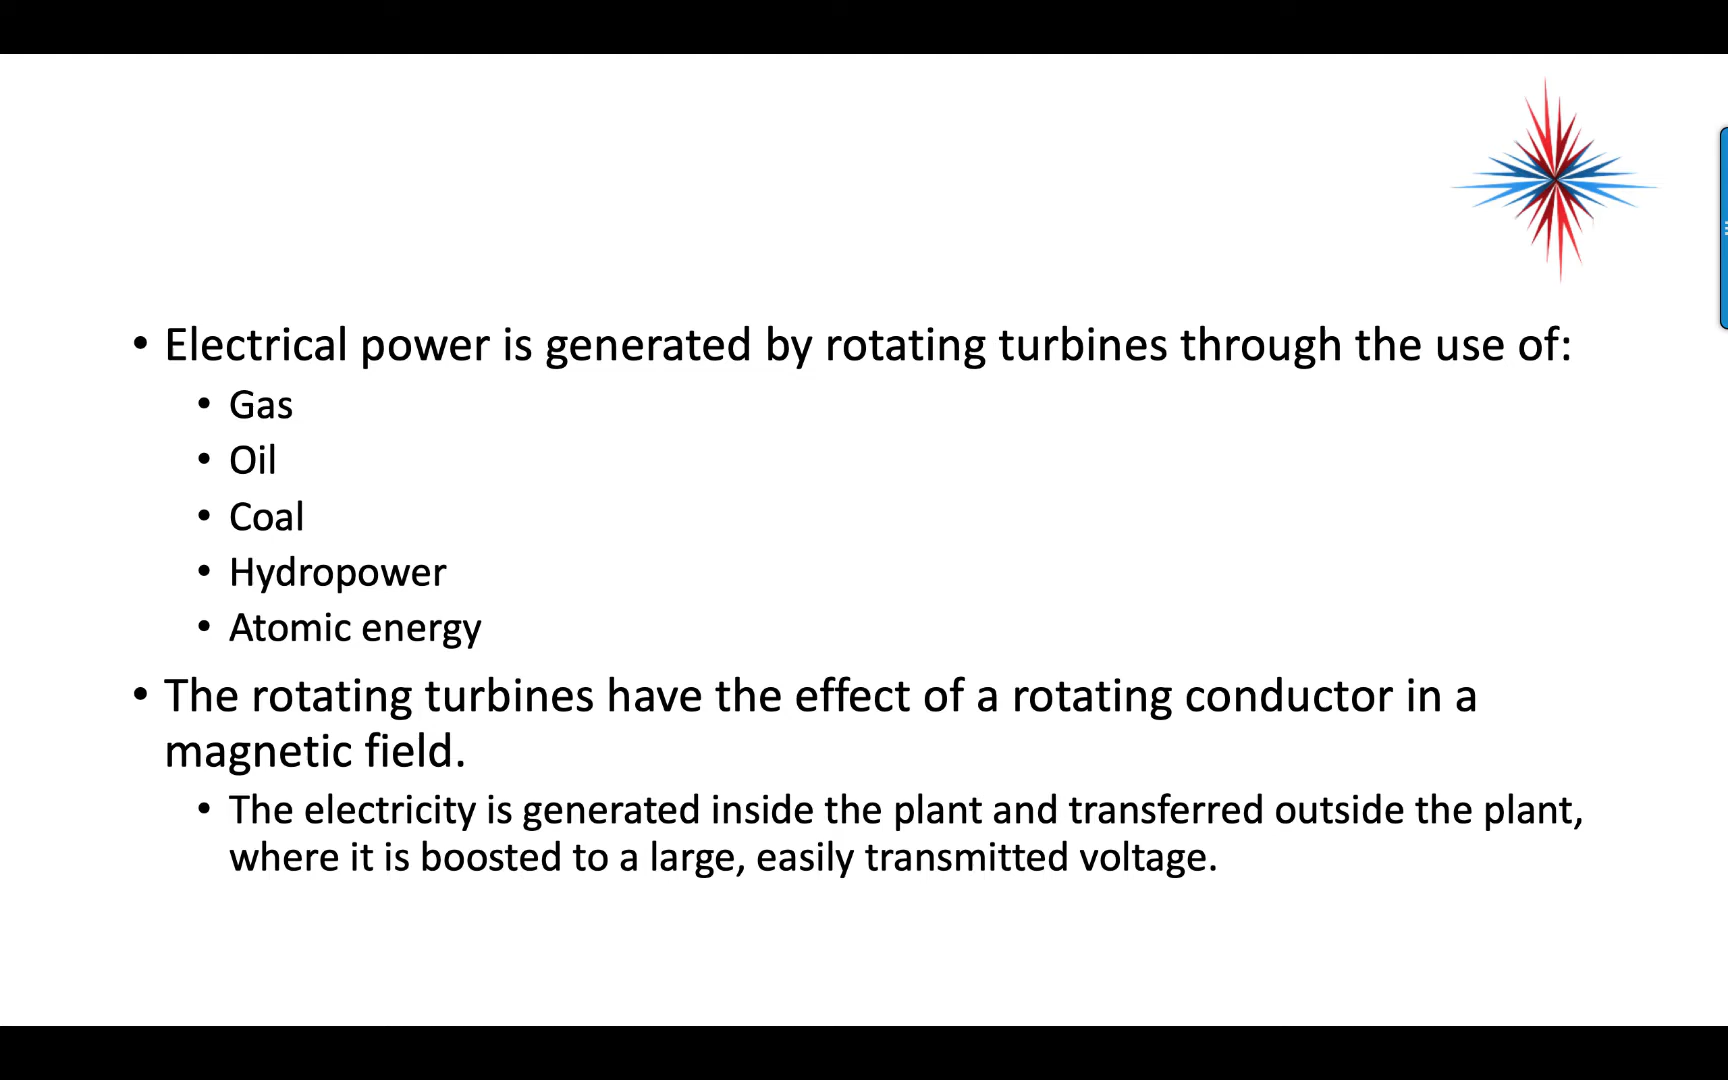 • Electrical power is generated by rotating turbines through the use of:
• Gas
• Oil
• Coal
• Hydropower
• Atomic energy
• The rotating turbines have the effect of a rotating conductor in a
magnetic field.
• The electricity is generated inside the plant and transferred outside the plant,
where it is boosted to a large, easily transmitted voltage.